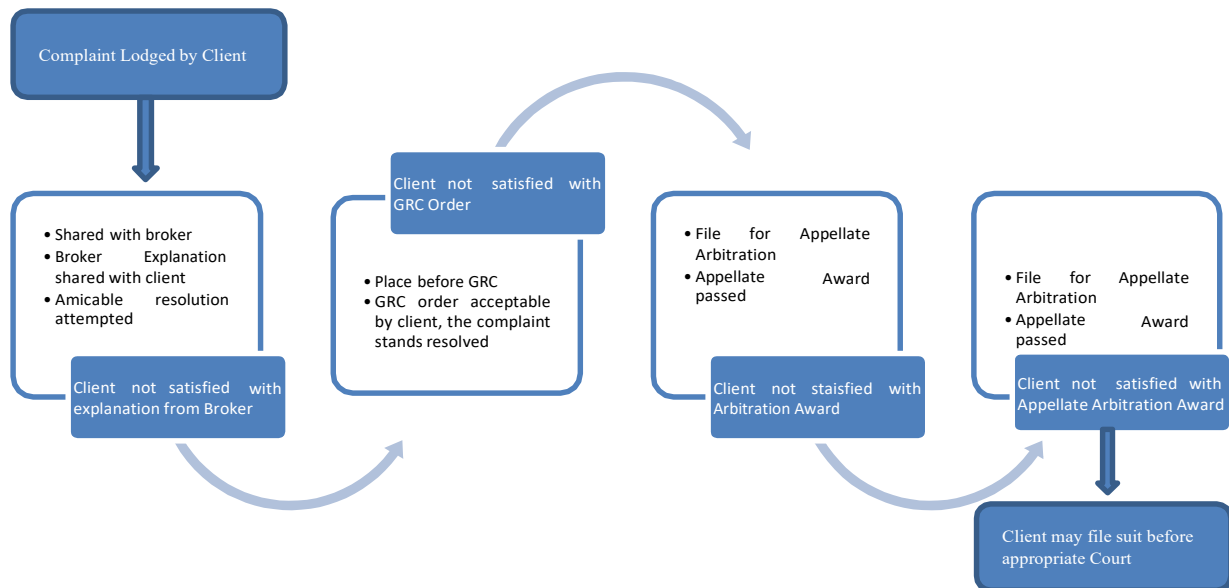 Complaint Lodged by Client
• Shared with broker
• Broker Explanation
shared with client
• Amicable resolution
attempted
Client not satisfied with
explanation from Broker
Client not satisfied with
GRC Order
• Place before GRC
• GRC order acceptable
by client, the complaint
stands resolved
• File for Appellate
Arbitration
• Appellate Award
passed
Client not staisfied with
Arbitration Award
• File for Appellate
Arbitration
• Appellate Award
passed
Client not satisfied with
Appellate Arbitration Award
Client may file suit before
appropriate Court